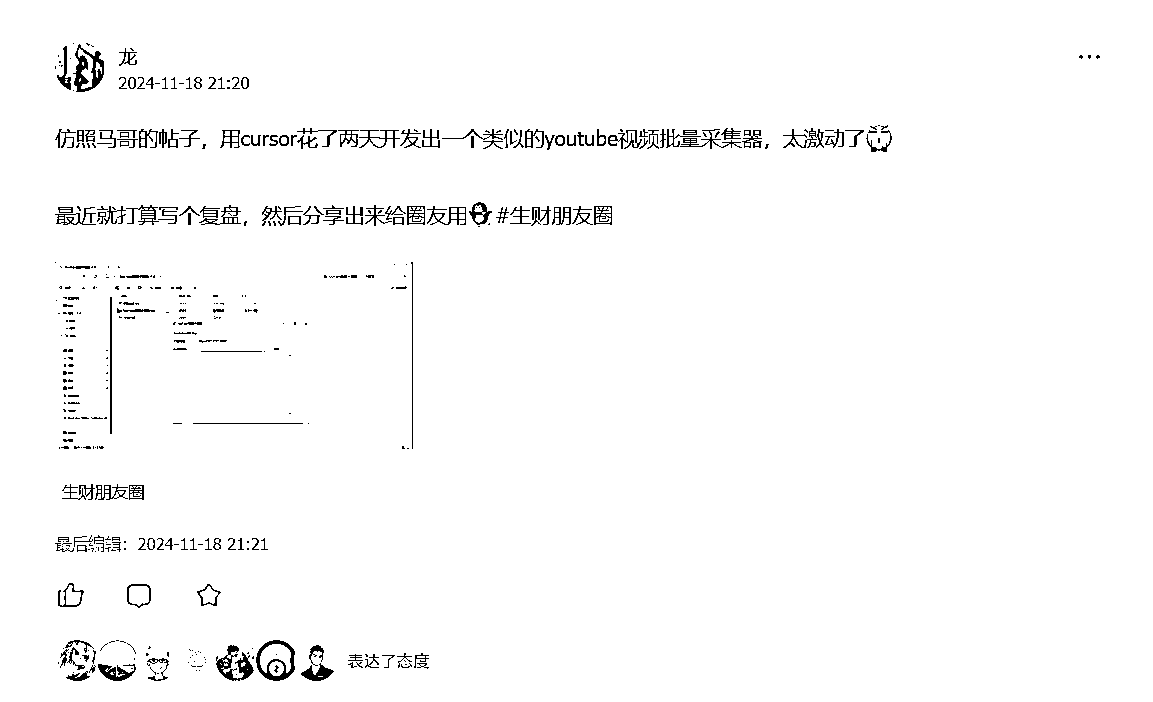 龙
2024-11-18 21:20
仿照马哥的帖子，用cursor花了两天开发出一个类似的youtube视频批量采集器，太激动了
最近就打算写个复盘，然后分享出来给圈友用 #生财朋友圈
生财朋友圈
最后编辑：2024-11-18 21:21
表达了态度